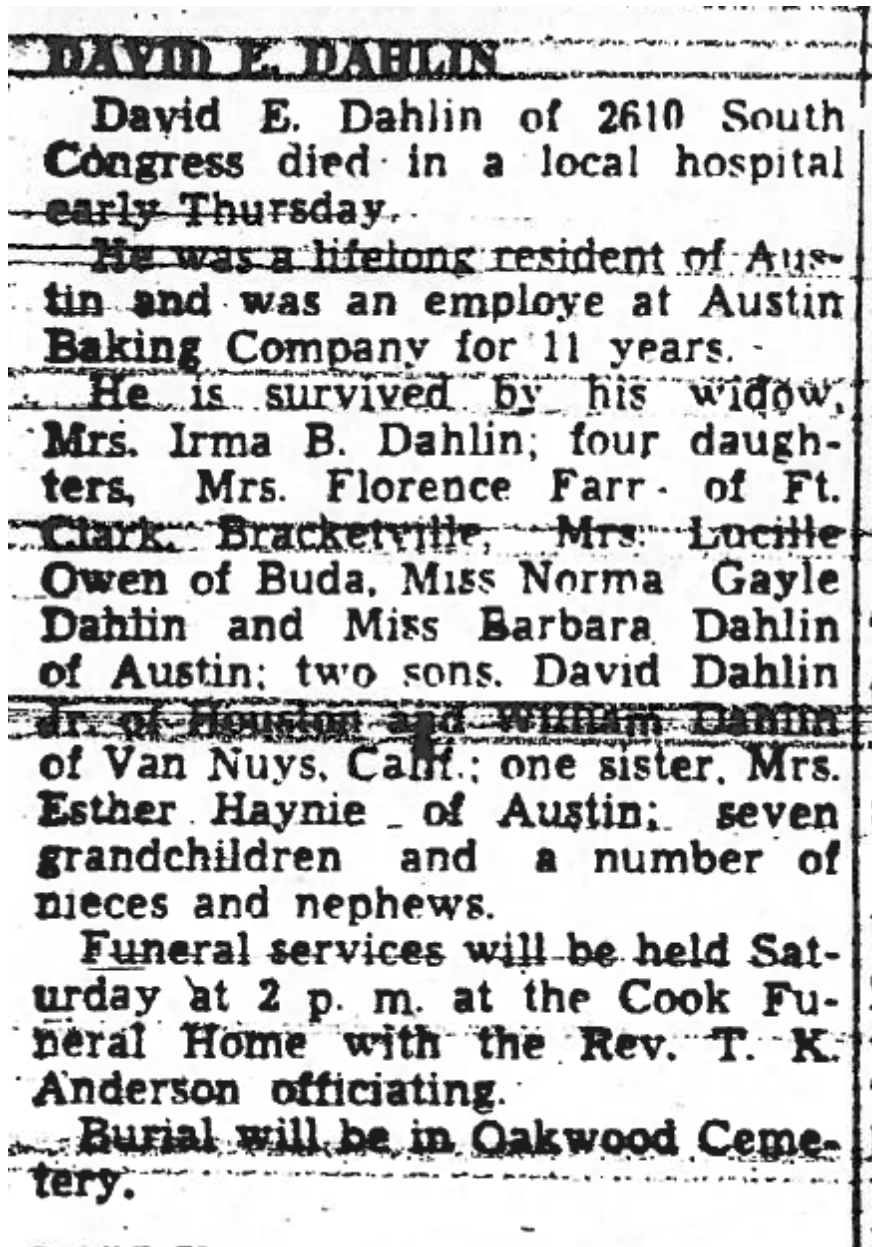 DAVID E. DAHLIN
David E. Dahlin of 2610 South
Congress died in a local hospital
early Thursday.
He was a lifelong resident of Aus-
tin and was an employe at Austin
Baking Company for 11 years.
He is survived by his widow,
Mrs. Irma B. Dahlin; four daugh-
ters, Mrs. Florence Farr of Ft.
Clark, Bracketville, Mrs. Lucille
Owen of Buda, Miss Norma Gayle
Dahlin and Miss Barbara Dahlin
of Austin; two sons, David Dahlin
Jr. of Houston and William Dahlin
of Van Nuys, Calif.; one sister, Mrs.
Esther Haynie of Austin; seven
grandchildren and a number of
nieces and nephews.
Funeral services will be held Sat-
urday at 2 p. m. at the Cook Fu-
neral Home with the Rev. T. K.
Anderson officiating.
Burial will be in Oakwood Ceme-
tery.